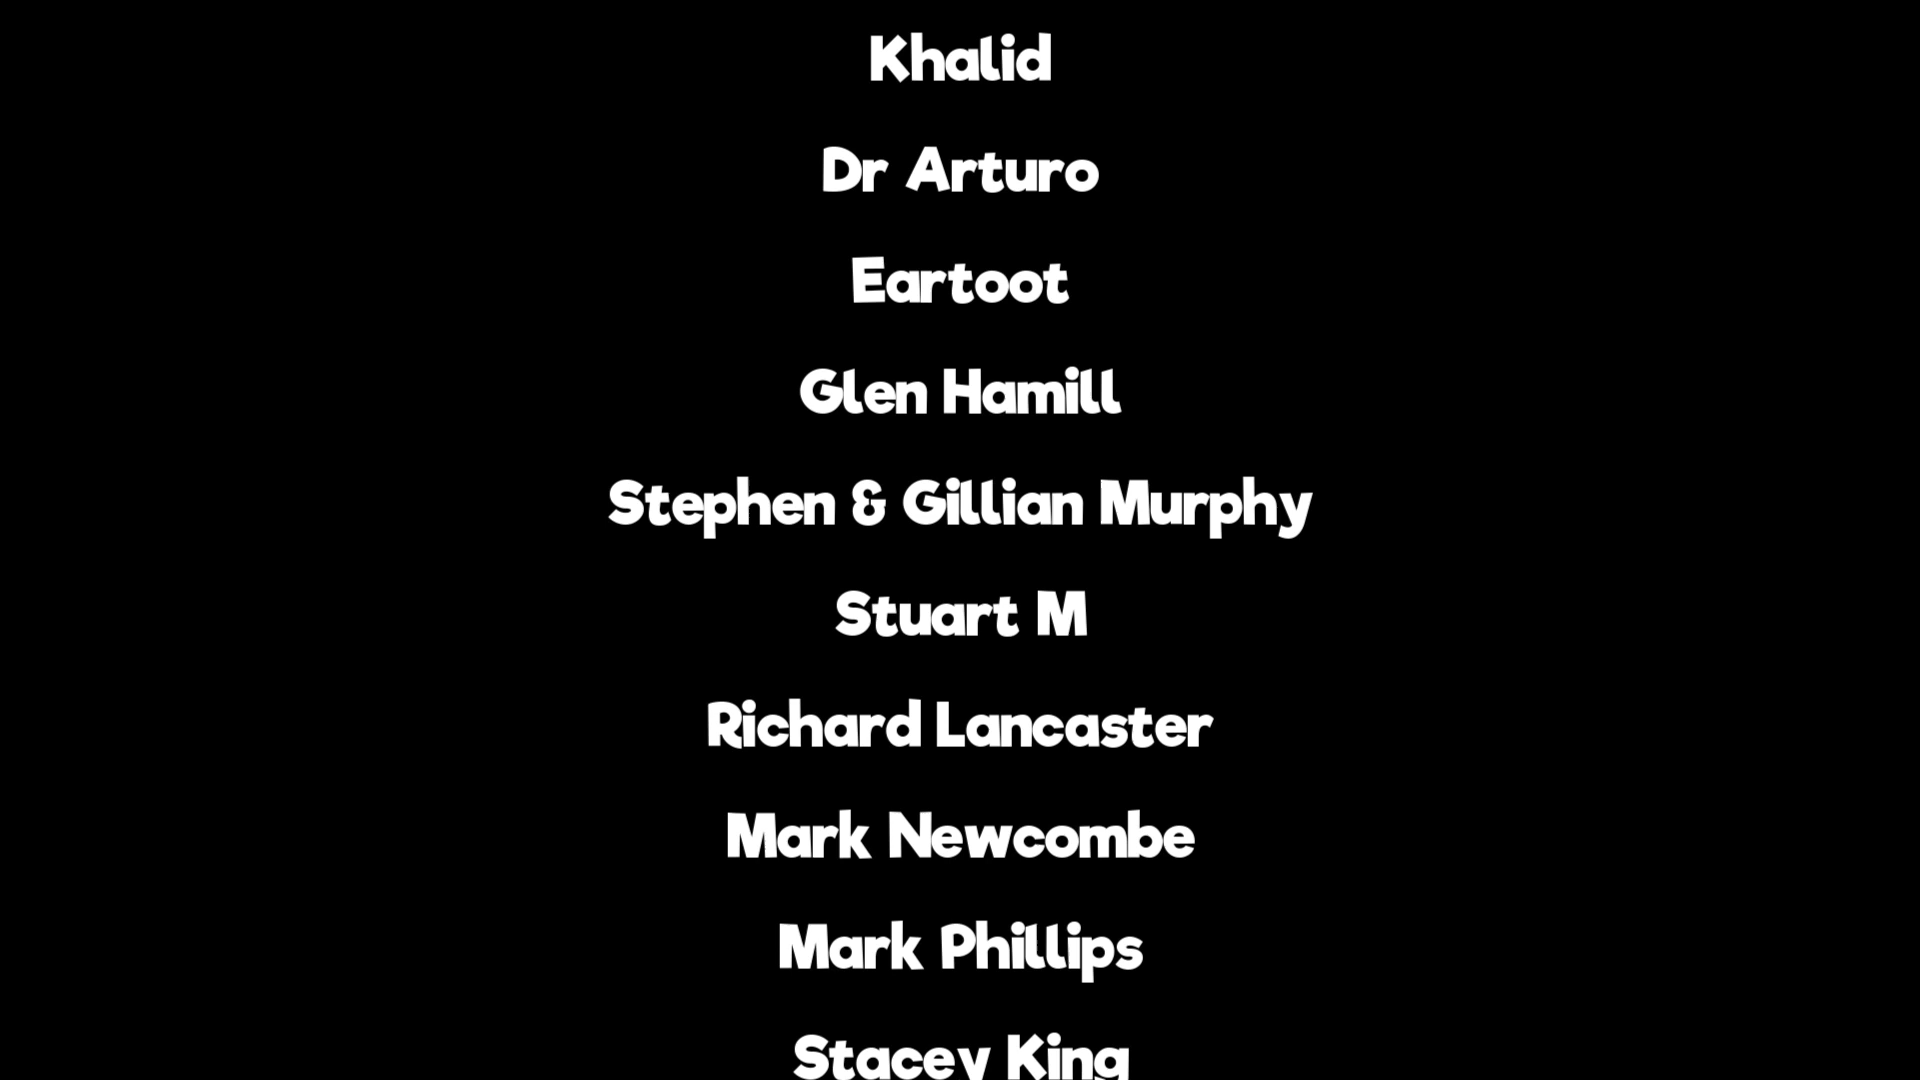 Khalid
Dr Arturo
Eartoot
Glen Hamill
Stephen & Gillian Murphy
Stuart M
Richard Lancaster
Mark Newcombe
Mark Phillips
Stacey King